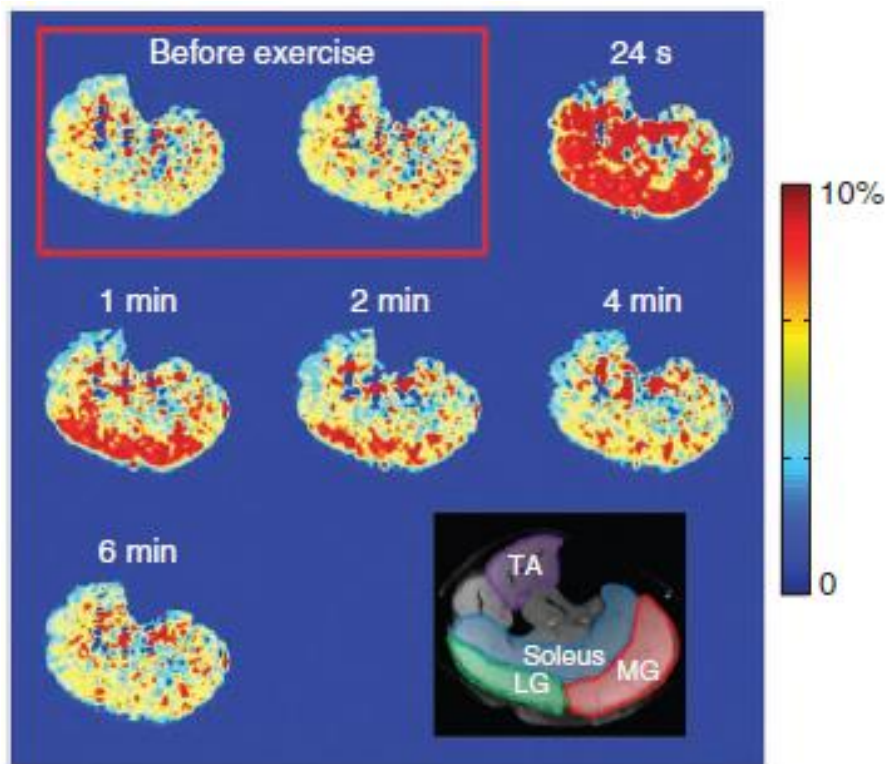 Before exercise
24 s
10%
1 min
2 min
4 min
0
6 min
TA
Soleus
LG
MG